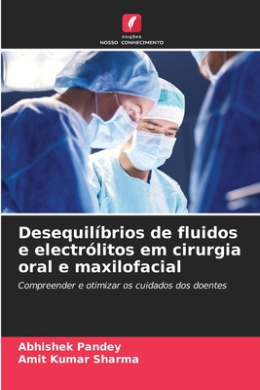 edições
NOSSO CONHECIMENTO
Desequilíbrios de fluidos
e electrólitos em cirurgia
oral e maxilofacial
Compreender e otimizar os cuidados dos doentes
Abhishek Pandey
Amit Kumar Sharma